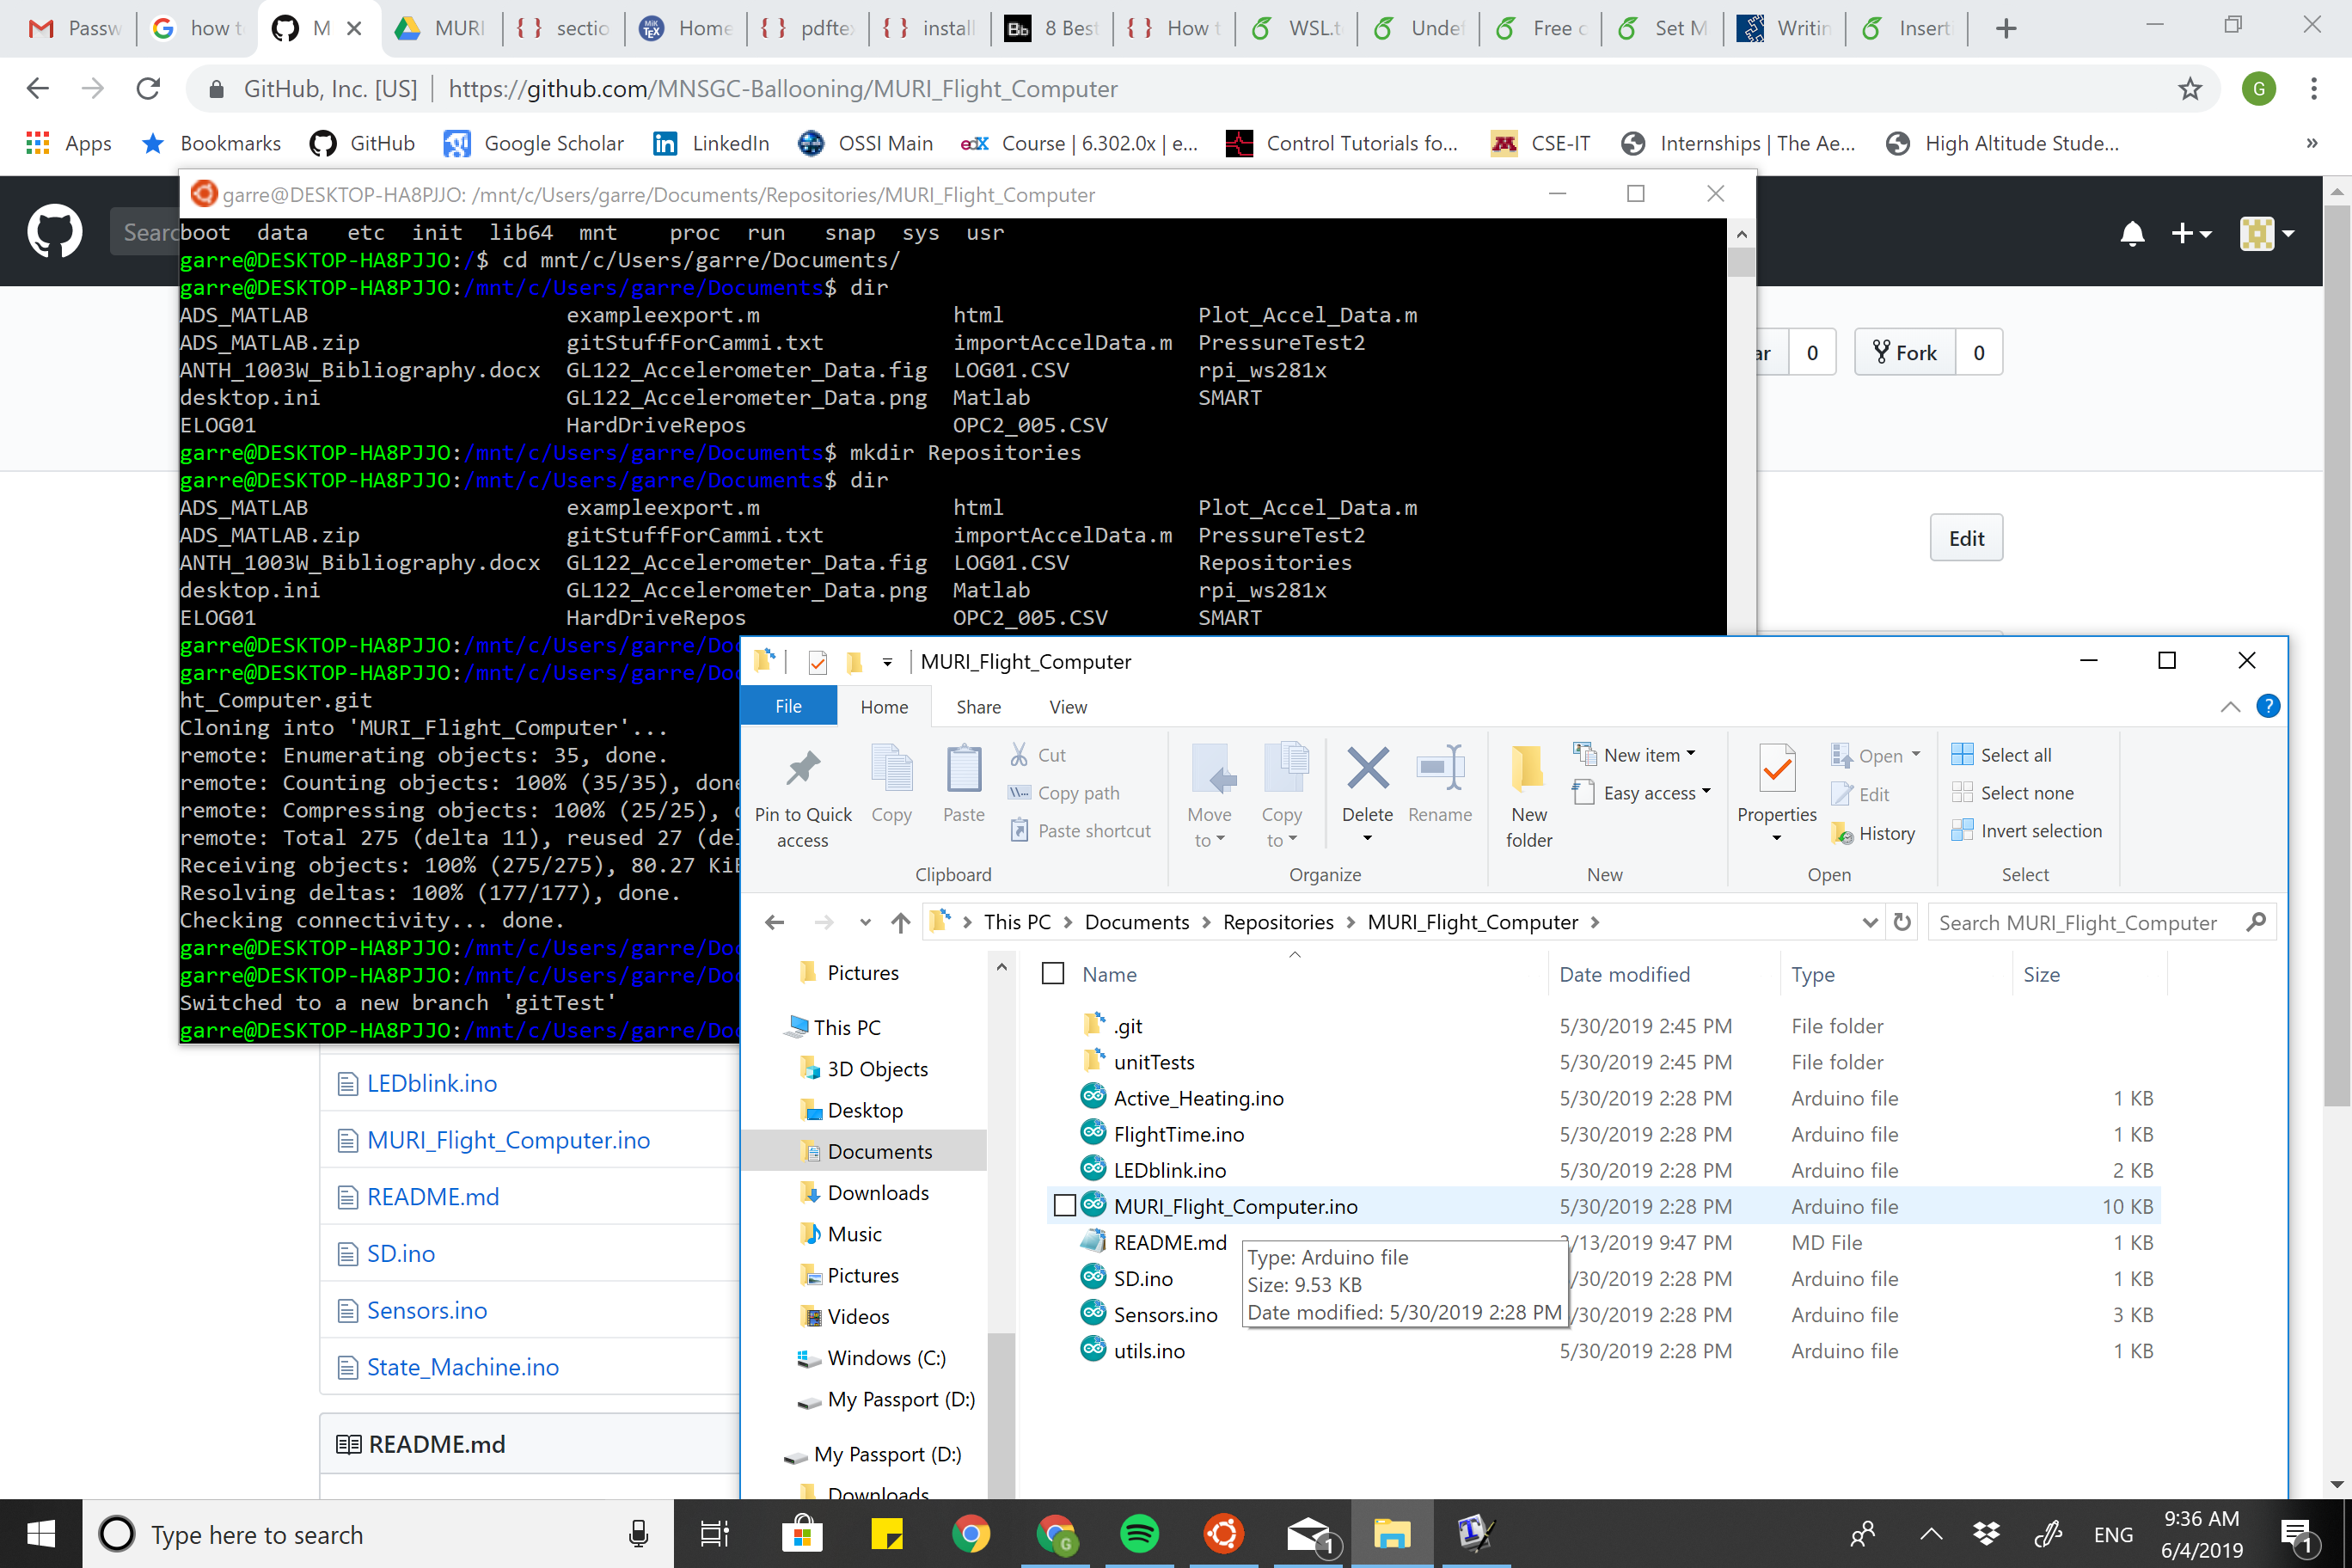 Passw
how t
M
MURI
sectio
Home
pdftex
install
8 Best
How t
WSL.t
Undef
Free c
Set M
Writin
Inserti
GitHub, Inc. [US] | https://github.com/MNSGC-Ballooning/MURI_Flight_Computer
G
Apps
Bookmarks
GitHub
Google Scholar
LinkedIn
OSSI Main
edX
Course | 6.302.0x | e...
Control Tutorials fo...
CSE-IT
Internships | The Ae...
High Altitude Stude...
»
Searc
garre@DESKTOP-HA8PJJO: /mnt/c/Users/garre/Documents/Repositories/MURI_Flight_Computer
boot data etc init lib64 mnt proc run snap sys usr
garre@DESKTOP-HA8PJJO:/$ cd mnt/c/Users/garre/Documents/
garre@DESKTOP-HA8PJJO:/mnt/c/Users/garre/Documents$ dir
ADS_MATLAB exampleexport.m html Plot_Accel_Data.m
ADS_MATLAB.zip gitStuffForCammi.txt importAccelData.m PressureTest2
ANTH_1003W_Bibliography.docx GL122_Accelerometer_Data.fig LOG01.CSV rpi_ws281x
desktop.ini GL122_Accelerometer_Data.png Matlab SMART
ELOG01 HardDriveRepos OPC2_005.CSV
garre@DESKTOP-HA8PJJO:/mnt/c/Users/garre/Documents$ mkdir Repositories
garre@DESKTOP-HA8PJJO:/mnt/c/Users/garre/Documents$ dir
ADS_MATLAB exampleexport.m html Plot_Accel_Data.m
ADS_MATLAB.zip gitStuffForCammi.txt importAccelData.m PressureTest2
ANTH_1003W_Bibliography.docx GL122_Accelerometer_Data.fig LOG01.CSV Repositories
desktop.ini GL122_Accelerometer_Data.png Matlab rpi_ws281x
ELOG01 HardDriveRepos OPC2_005.CSV SMART
garre@DESKTOP-HA8PJJO:/mnt/c/Users/garre/Doc
garre@DESKTOP-HA8PJJO:/mnt/c/Users/garre/Doc
ht_Computer.git
Cloning into 'MURI_Flight_Computer'...
remote: Enumerating objects: 35, done.
remote: Counting objects: 100% (35/35), done
remote: Compressing objects: 100% (25/25), d
remote: Total 275 (delta 11), reused 27 (del
Receiving objects: 100% (275/275), 80.27 KiB
Resolving deltas: 100% (177/177), done.
Checking connectivity... done.
garre@DESKTOP-HA8PJJO:/mnt/c/Users/garre/Doc
garre@DESKTOP-HA8PJJO:/mnt/c/Users/garre/Doc
Switched to a new branch 'gitTest'
garre@DESKTOP-HA8PJJO:/mnt/c/Users/garre/Doc
ar 0
Fork 0
Edit
LEDblink.ino
MURI_Flight_Computer.ino
README.md
SD.ino
Sensors.ino
State_Machine.ino
README.md
MURI_Flight_Computer
File
Home
Share
View
Pin to Quick access
Copy
Paste
Cut
Copy path
Paste shortcut
Move to
Copy to
Delete
Rename
New folder
New item
Easy access
Properties
Open
Edit
History
Select all
Select none
Invert selection
Clipboard
Organize
New
Open
Select
This PC > Documents > Repositories > MURI_Flight_Computer >
Search MURI_Flight_Computer
Pictures
This PC
3D Objects
Desktop
Documents
Downloads
Music
Pictures
Videos
Windows (C:)
My Passport (D:)
My Passport (D:)
Downloads
Name Date modified Type Size
.git 5/30/2019 2:45 PM File folder
unitTests 5/30/2019 2:45 PM File folder
Active_Heating.ino 5/30/2019 2:28 PM Arduino file 1 KB
FlightTime.ino 5/30/2019 2:28 PM Arduino file 1 KB
LEDblink.ino 5/30/2019 2:28 PM Arduino file 2 KB
MURI_Flight_Computer.ino 5/30/2019 2:28 PM Arduino file 10 KB
README.md /13/2019 9:47 PM MD File 1 KB
SD.ino /30/2019 2:28 PM Arduino file 1 KB
Sensors.ino /30/2019 2:28 PM Arduino file 3 KB
utils.ino 5/30/2019 2:28 PM Arduino file 1 KB
Type: Arduino file
Size: 9.53 KB
Date modified: 5/30/2019 2:28 PM
Type here to search
1
ENG
9:36 AM
6/4/2019
1